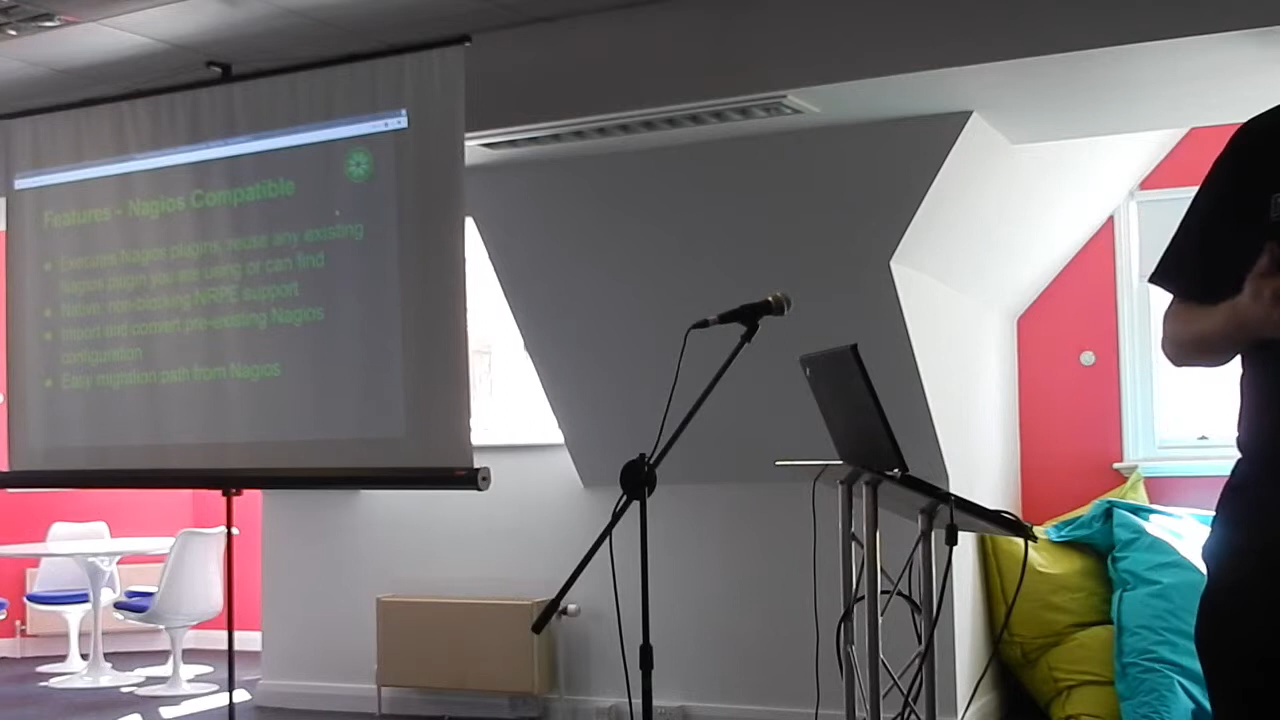 Features - Nagios Compatible
Executes Nagios plugins, reuse any existing
Nagios plugin you are using or can find
Native, non-blocking NRPE support
Import and convert pre-existing Nagios
configuration
Easy migration path from Nagios